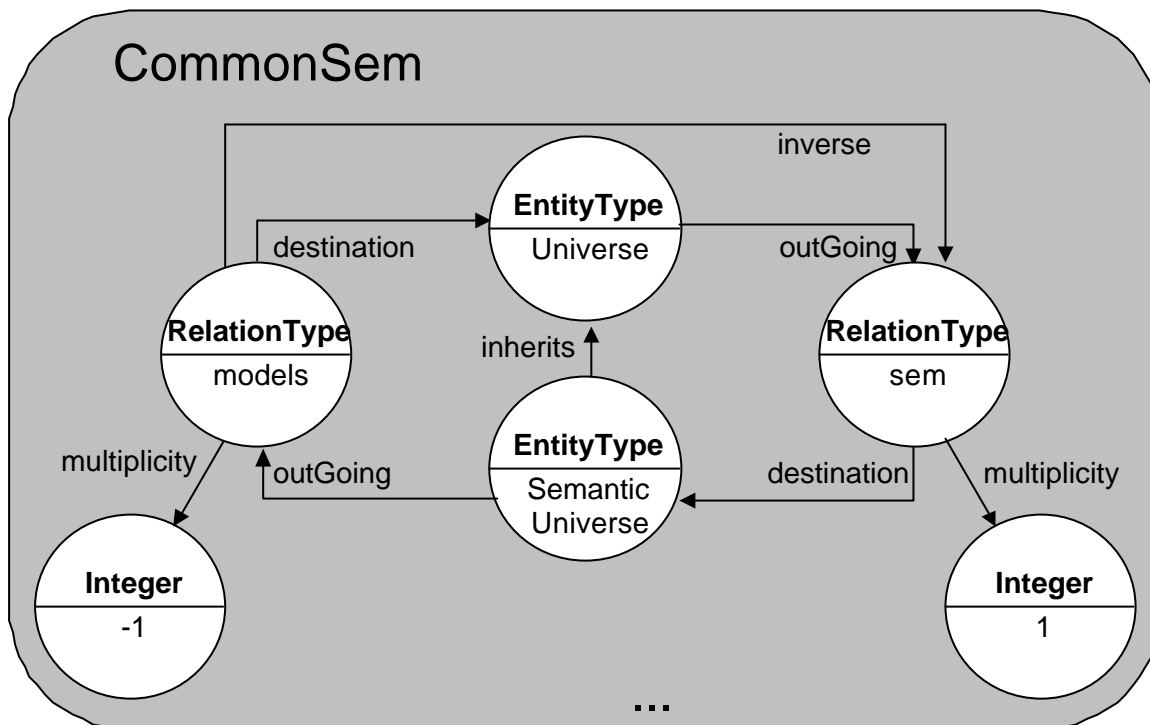 CommonSem
inverse
EntityType
Universe
destination
outGoing
RelationType
models
inherits
RelationType
sem
EntityType
Semantic
Universe
multiplicity
outGoing
destination
multiplicity
Integer
-1
Integer
1
...